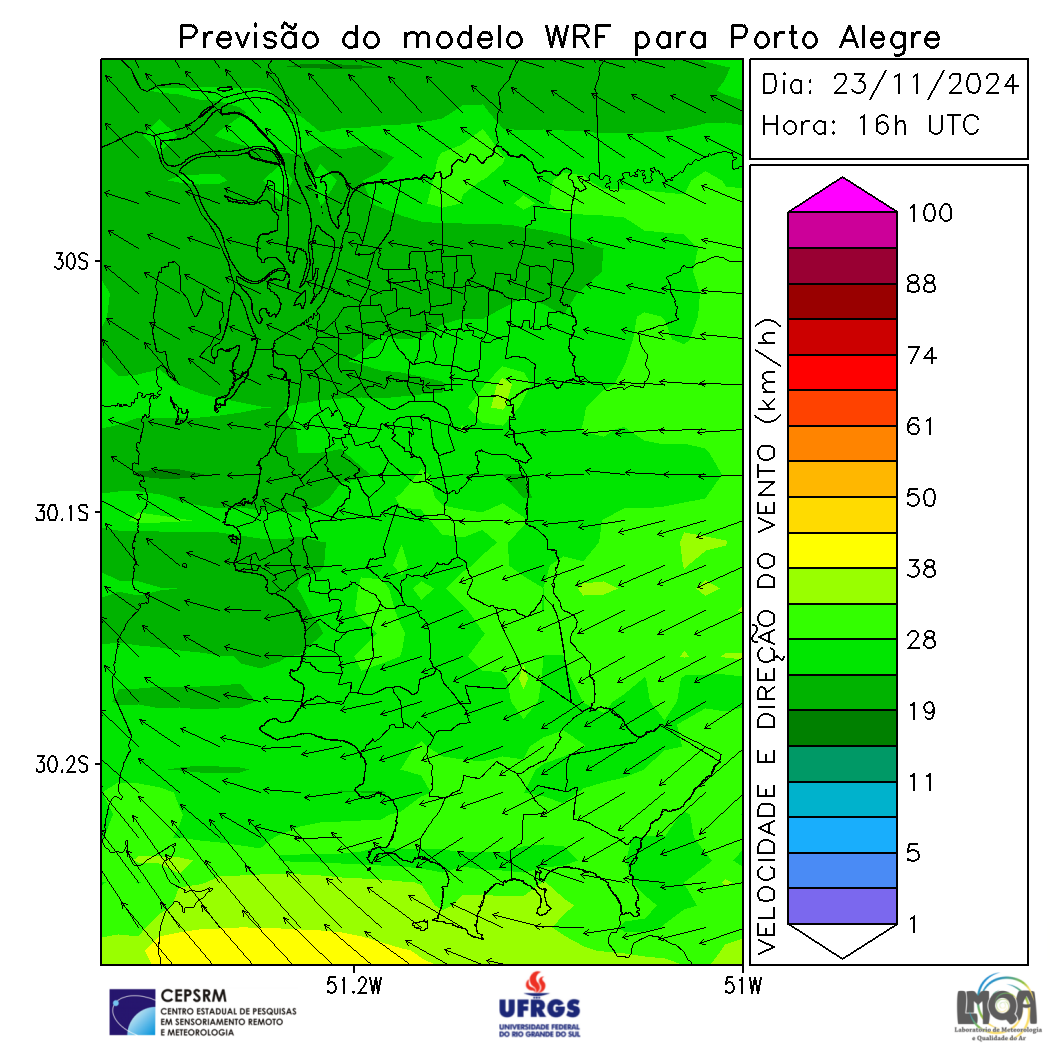 Previsão do modelo WRF para Porto Alegre
Dia: 23/11/2024
Hora: 16h UTC
30S
30.1S
30.2S
51.2W
51W
VELOCIDADE E DIREÇÃO DO VENTO (km/h)
100
88
74
61
50
38
28
19
11
5
1
CEPSRM
CENTRO ESTADUAL DE PESQUISAS
EM SENSORIAMENTO REMOTO
E METEOROLOGIA
UFRGS
UNIVERSIDADE FEDERAL
DO RIO GRANDE DO SUL
LMQA
Laboratório de Meteorologia
e Qualidade do Ar